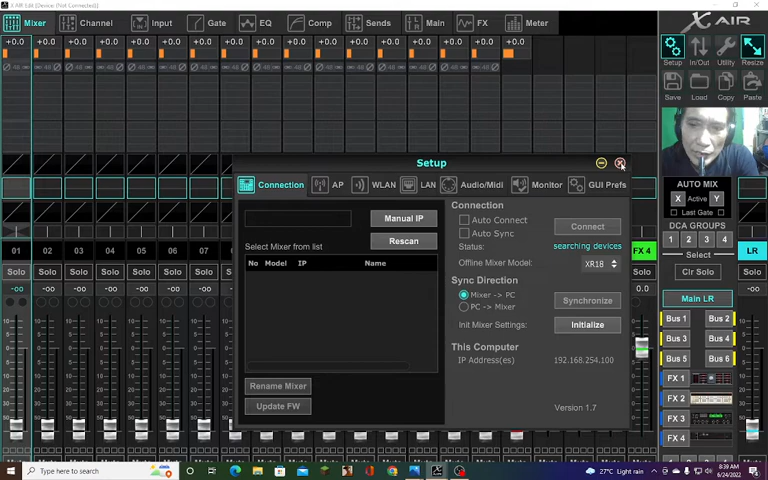 X AIR Edit [Device: (Not Connected)]
Mixer Channel Input Gate EQ Comp Sends Main FX Meter
X AIR
+0.0 +0.0 +0.0 +0.0 +0.0 +0.0 +0.0 +0.0 +0.0 +0.0 +0.0 +0.0 +0.0 +0.0 +0.0 +0.0 +0.0
Setup In/Out Utility Resize
Save Load Copy Paste
Setup
Connection AP WLAN LAN Audio/Midi Monitor GUI Prefs
Manual IP
Rescan
Select Mixer from list
No Model IP Name
Rename Mixer
Update FW
Connection
Auto Connect
Auto Sync
Connect
Status: searching devices
Offline Mixer Model: XR18
Sync Direction
Mixer -> PC
PC -> Mixer
Synchronize
Init Mixer Settings: Initialize
This Computer
IP Address(es) 192.168.254.100
Version 1.7
01 02 03 04 05 06 07
FX 4 LR
Solo Solo Solo Solo Solo Solo Solo
Solo Solo
-oo -oo -oo -oo -oo -oo -oo
0.0 -oo
AUTO MIX
X Active Y
Last Gate
DCA GROUPS
1 2 3 4
Select
Clr Solo
Main LR
Bus 1 Bus 2
Bus 3 Bus 4
Bus 5 Bus 6
FX 1
FX 2
FX 3
FX 4
Type here to search
27°C Light rain
8:39 AM
6/24/2022